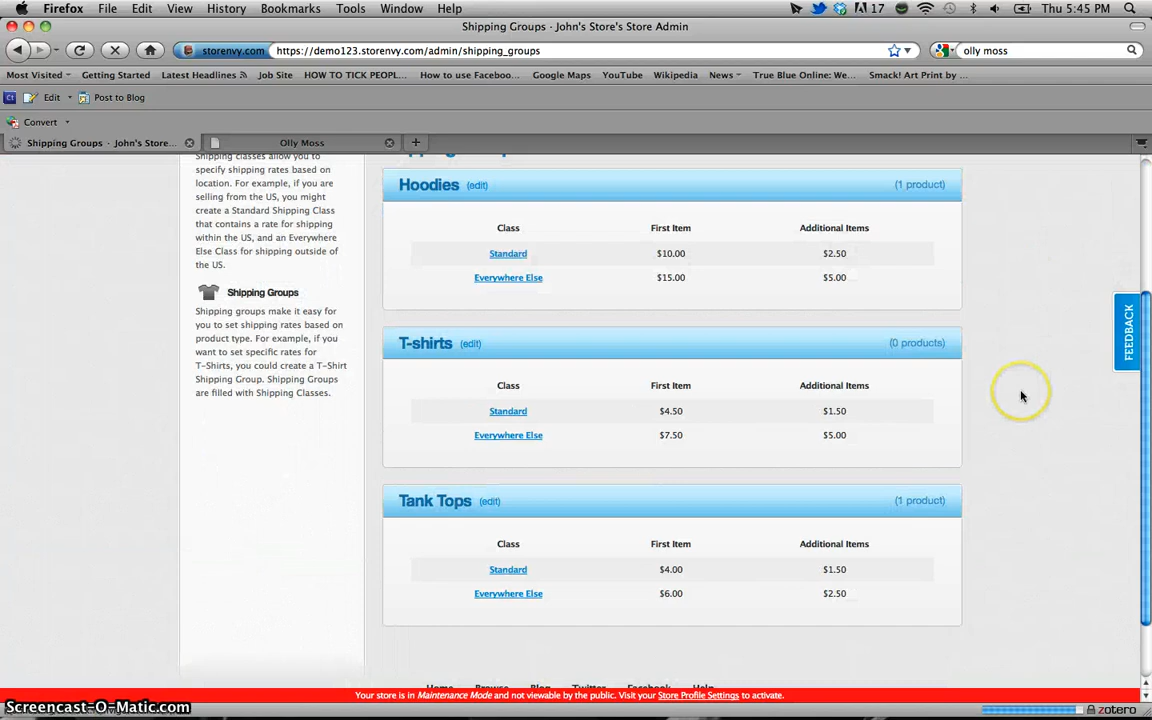 Firefox File Edit View History Bookmarks Tools Window Help 17 Thu 5:45 PM
Shipping Groups - John's Store's Store Admin
storenvy.com https://demo123.storenvy.com/admin/shipping_groups olly moss
Most Visited Getting Started Latest Headlines Job Site HOW TO TICK PEOPL... How to use Faceboo... Google Maps YouTube Wikipedia News True Blue Online: We... Smack! Art Print by ...
Ct Edit Post to Blog
Convert
Shipping Groups - John's Store... Olly Moss
Shipping classes allow you to
specify shipping rates based on
location. For example, if you are
selling from the US, you might
create a Standard Shipping Class
that contains a rate for shipping
within the US, and an Everywhere
Else Class for shipping outside of
the US.
Shipping Groups
Shipping groups make it easy for
you to set shipping rates based on
product type. For example, if you
want to set specific rates for
T-Shirts, you could create a T-Shirt
Shipping Group. Shipping Groups
are filled with Shipping Classes.
Hoodies (edit) (1 product)
Class First Item Additional Items
Standard $10.00 $2.50
Everywhere Else $15.00 $5.00
T-shirts (edit) (0 products)
Class First Item Additional Items
Standard $4.50 $1.50
Everywhere Else $7.50 $5.00
Tank Tops (edit) (1 product)
Class First Item Additional Items
Standard $4.00 $1.50
Everywhere Else $6.00 $2.50
FEEDBACK
Your store is in Maintenance Mode and not viewable by the public. Visit your Store Profile Settings to activate.
Screencast-O-Matic.com zotero